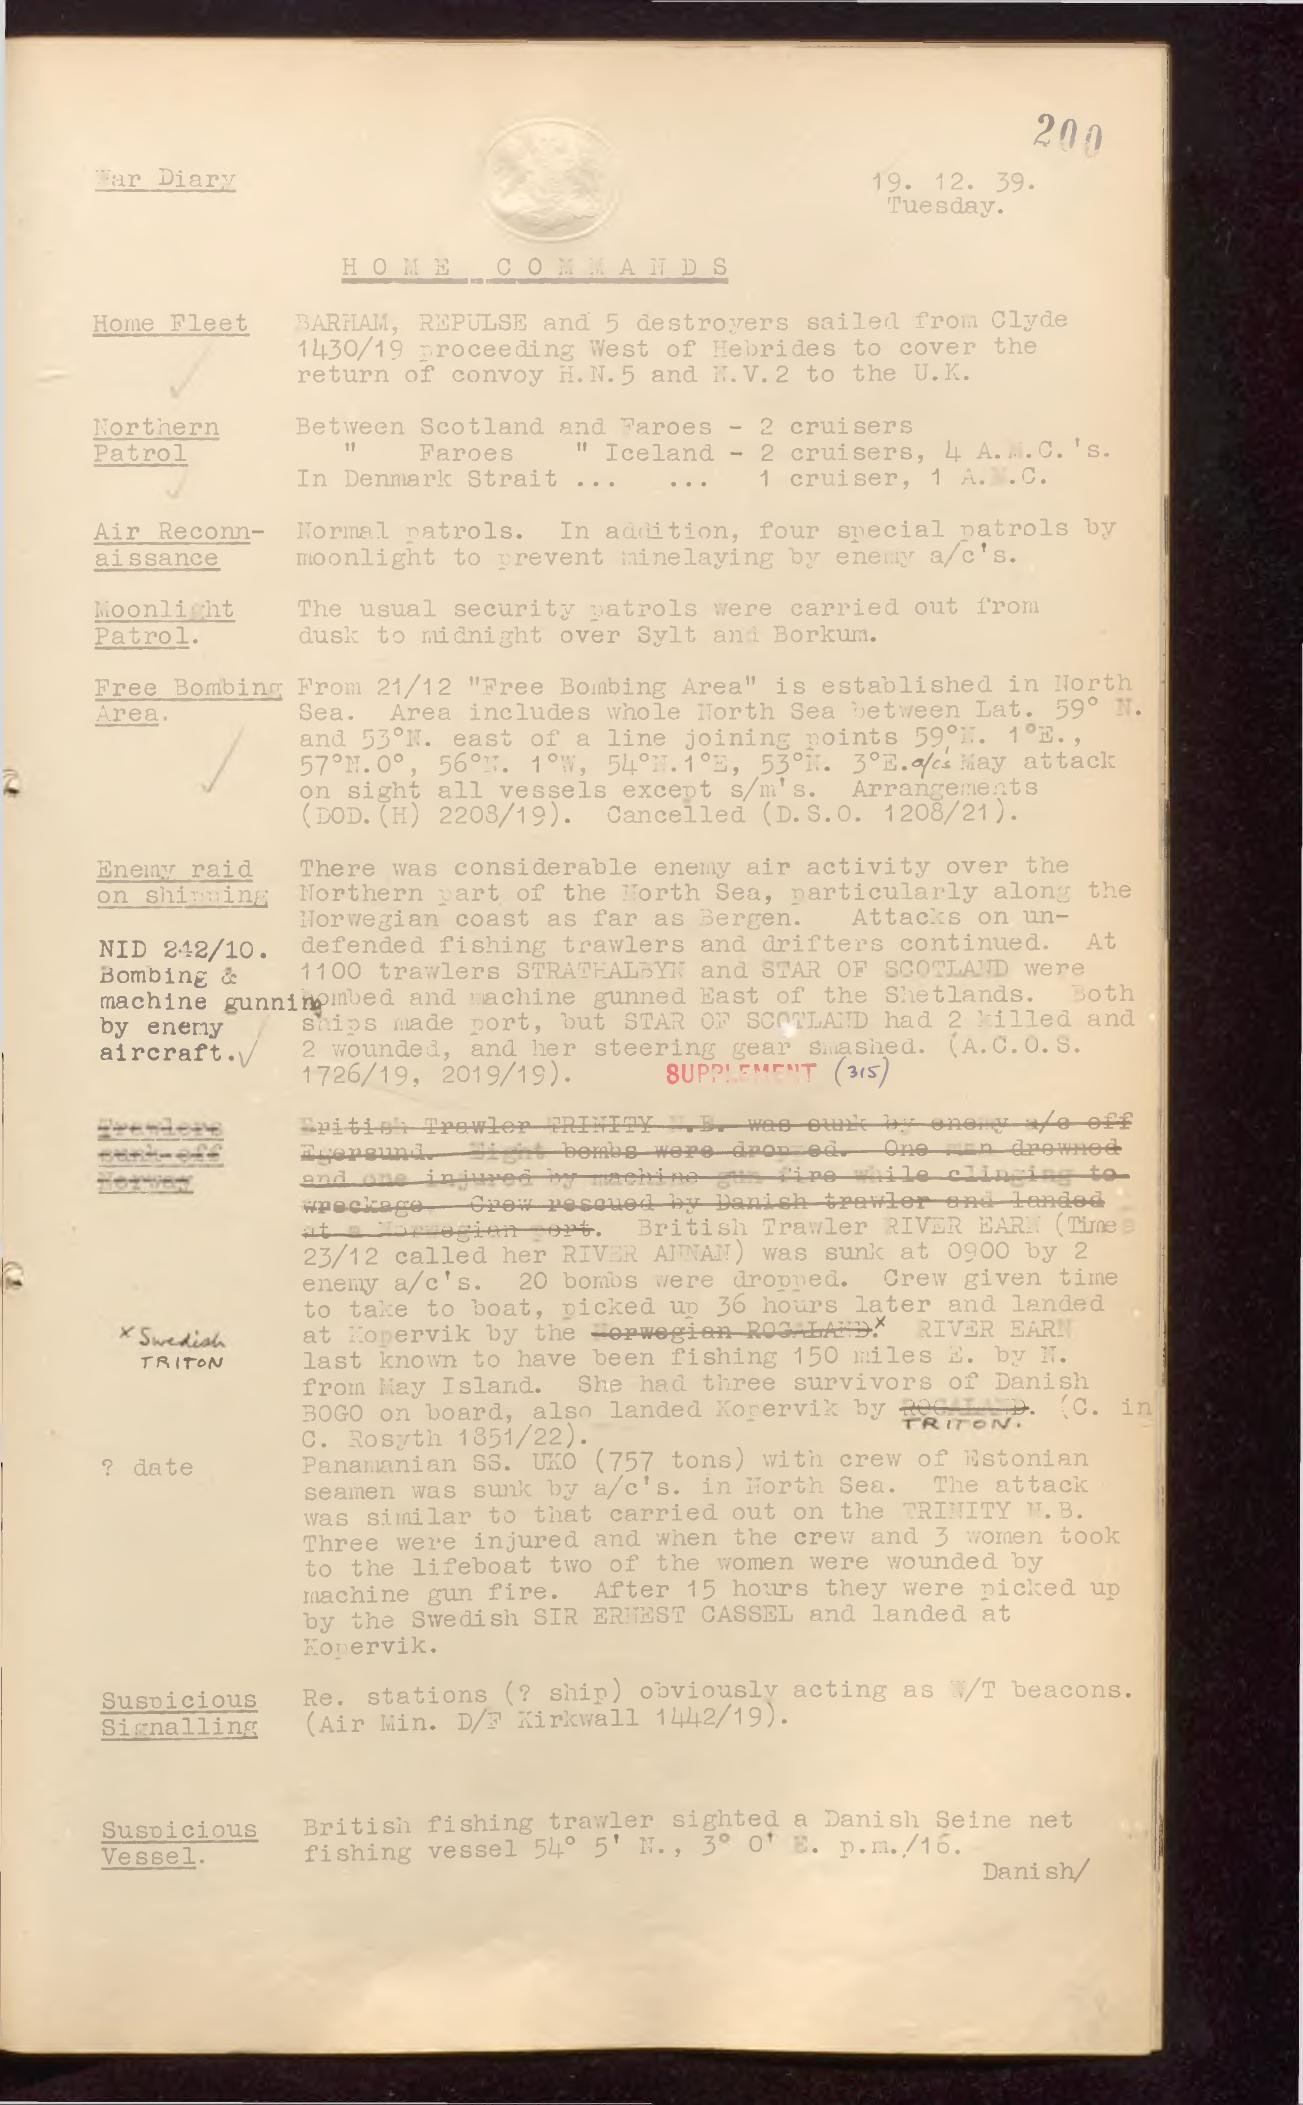 200
War Diary
19. 12. 39.
Tuesday.
HOME COMMANDS
Home Fleet BARHAM, REPULSE and 5 destroyers sailed from Clyde
1430/19 proceeding West of Hebrides to cover the
return of convoy H.N.5 and N.V.2 to the U.K.
Northern Between Scotland and Faroes - 2 cruisers
Patrol " Faroes " Iceland - 2 cruisers, 4 A.M.C.'s.
In Denmark Strait ... ... 1 cruiser, 1 A.M.C.
Air Reconn- Normal patrols. In addition, four special patrols by
aissance moonlight to prevent minelaying by enemy a/c's.
Moonlight The usual security patrols were carried out from
Patrol. dusk to midnight over Sylt and Borkum.
Free Bombing From 21/12 "Free Bombing Area" is established in North
Area. Sea. Area includes whole North Sea between Lat. 59° N.
and 53°N. east of a line joining points 59°N. 1°E.,
57°N.0°, 56°N. 1°W, 54°N.1°E, 53°N. 3°E. a/cs May attack
on sight all vessels except s/m's. Arrangements
(DOD.(H) 2208/19). Cancelled (D.S.O. 1208/21).
Enemy raid There was considerable enemy air activity over the
on shipping Northern part of the North Sea, particularly along the
Norwegian coast as far as Bergen. Attacks on un-
NID 242/10. defended fishing trawlers and drifters continued. At
Bombing & 1100 trawlers STRATHALBYN and STAR OF SCOTLAND were
machine gunning bombed and machine gunned East of the Shetlands. Both
by enemy ships made port, but STAR OF SCOTLAND had 2 killed and
aircraft. 2 wounded, and her steering gear smashed. (A.C.O.S.
1726/19, 2019/19). SUPPLEMENT (315)
Trawlers British Trawler TRINITY N.B. was sunk by enemy a/c off
sunk off Egersund. Eight bombs were dropped. One man drowned
Norway and one injured by machine gun fire while clinging to
wreckage. Crew rescued by Danish trawler and landed
at a Norwegian port. British Trawler RIVER EARN (Times
23/12 called her RIVER ANNAN) was sunk at 0900 by 2
enemy a/c's. 20 bombs were dropped. Crew given time
to take to boat, picked up 36 hours later and landed
x Swedish at Kopervik by the Norwegian ROGALAND.x RIVER EARN
TRITON last known to have been fishing 150 miles E. by N.
from May Island. She had three survivors of Danish
BOGO on board, also landed Kopervik by ROGALAND. (C. in
TRITON.
C. Rosyth 1851/22).
? date Panamanian SS. UKO (757 tons) with crew of Estonian
seamen was sunk by a/c's. in North Sea. The attack
was similar to that carried out on the TRINITY N.B.
Three were injured and when the crew and 3 women took
to the lifeboat two of the women were wounded by
machine gun fire. After 15 hours they were picked up
by the Swedish SIR ERNEST CASSEL and landed at
Kopervik.
Suspicious Re. stations (? ship) obviously acting as W/T beacons.
Signalling (Air Min. D/F Kirkwall 1442/19).
Suspicious British fishing trawler sighted a Danish Seine net
Vessel. fishing vessel 54° 5' N., 3° 0' E. p.m./16.
Danish/